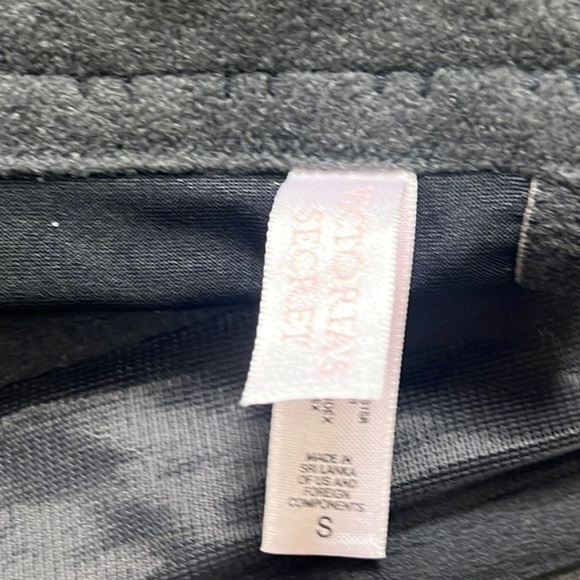 VICTORIA'S
SECRET
MADE IN
SRI LANKA
OF US AND
FOREIGN
COMPONENTS
S